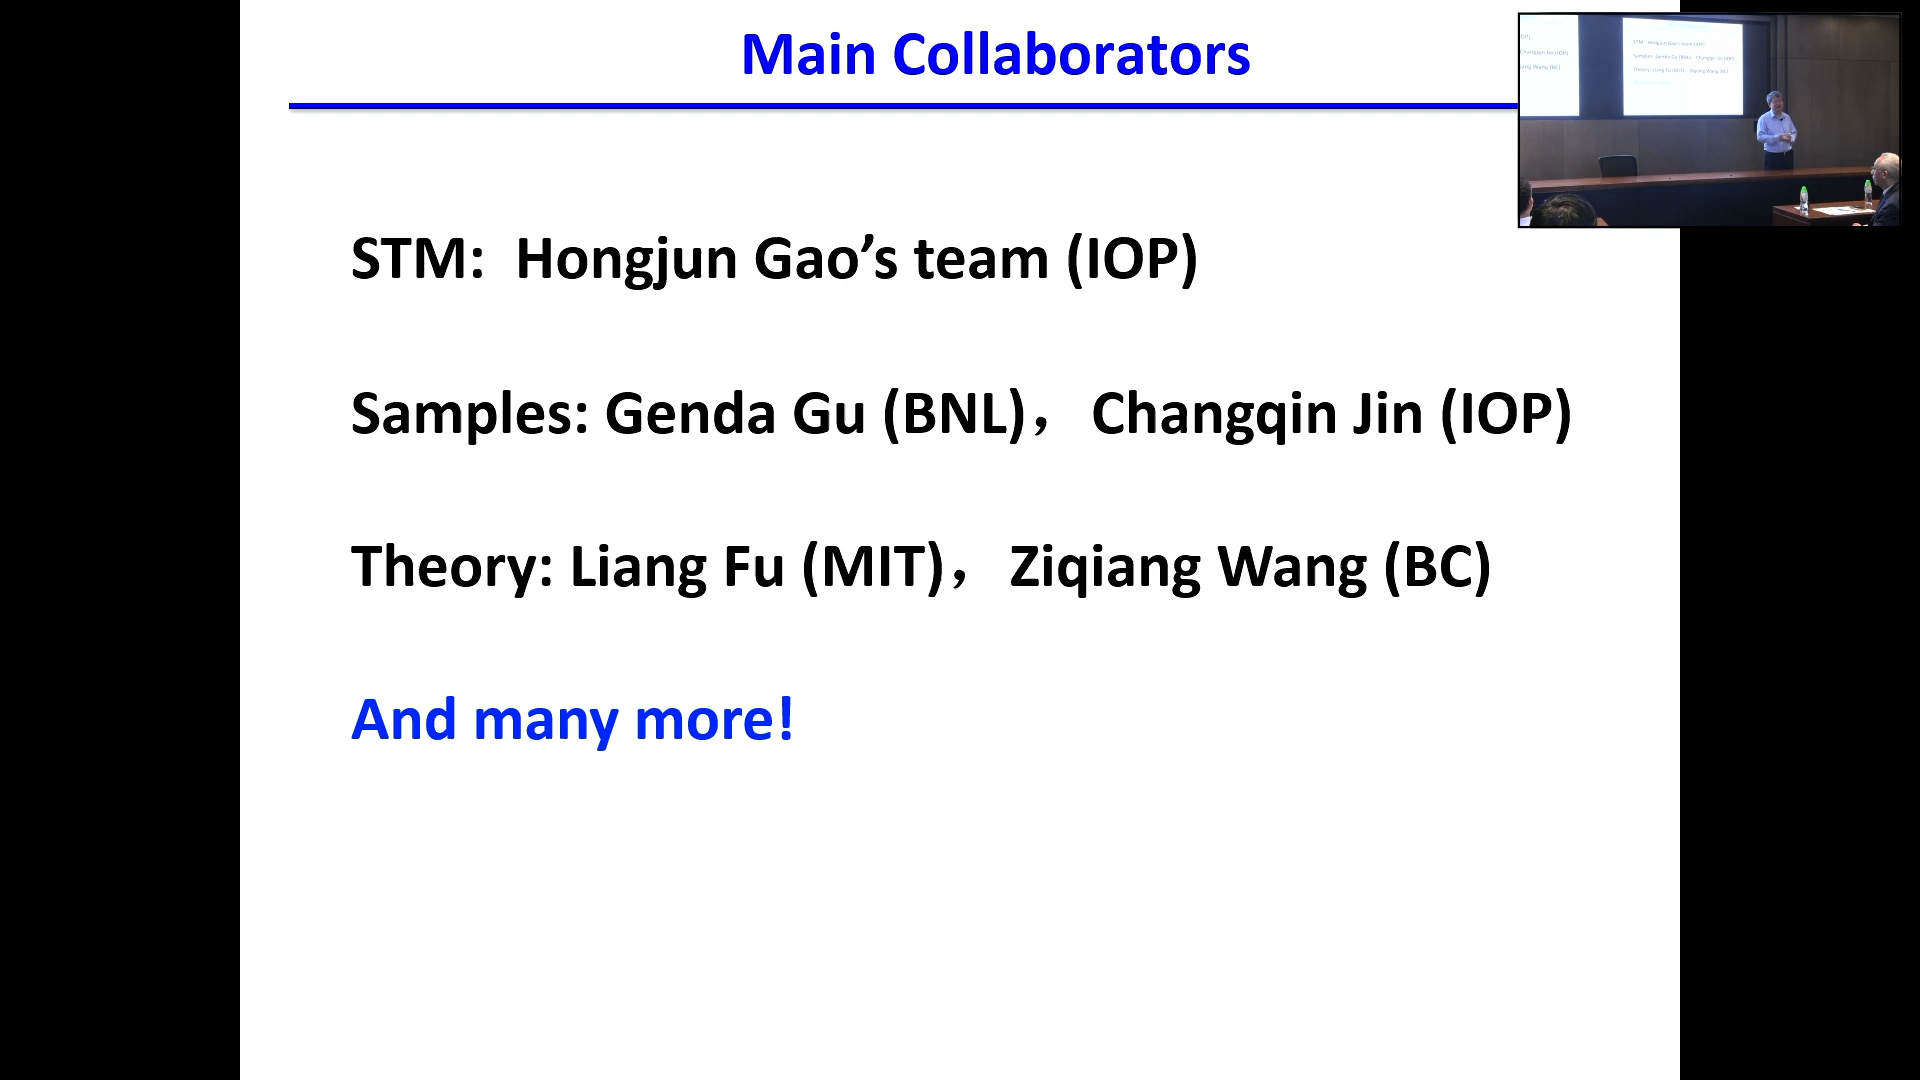 Main Collaborators
STM: Hongjun Gao’s team (IOP)
Samples: Genda Gu (BNL)，Changqin Jin (IOP)
Theory: Liang Fu (MIT)，Ziqiang Wang (BC)
And many more!